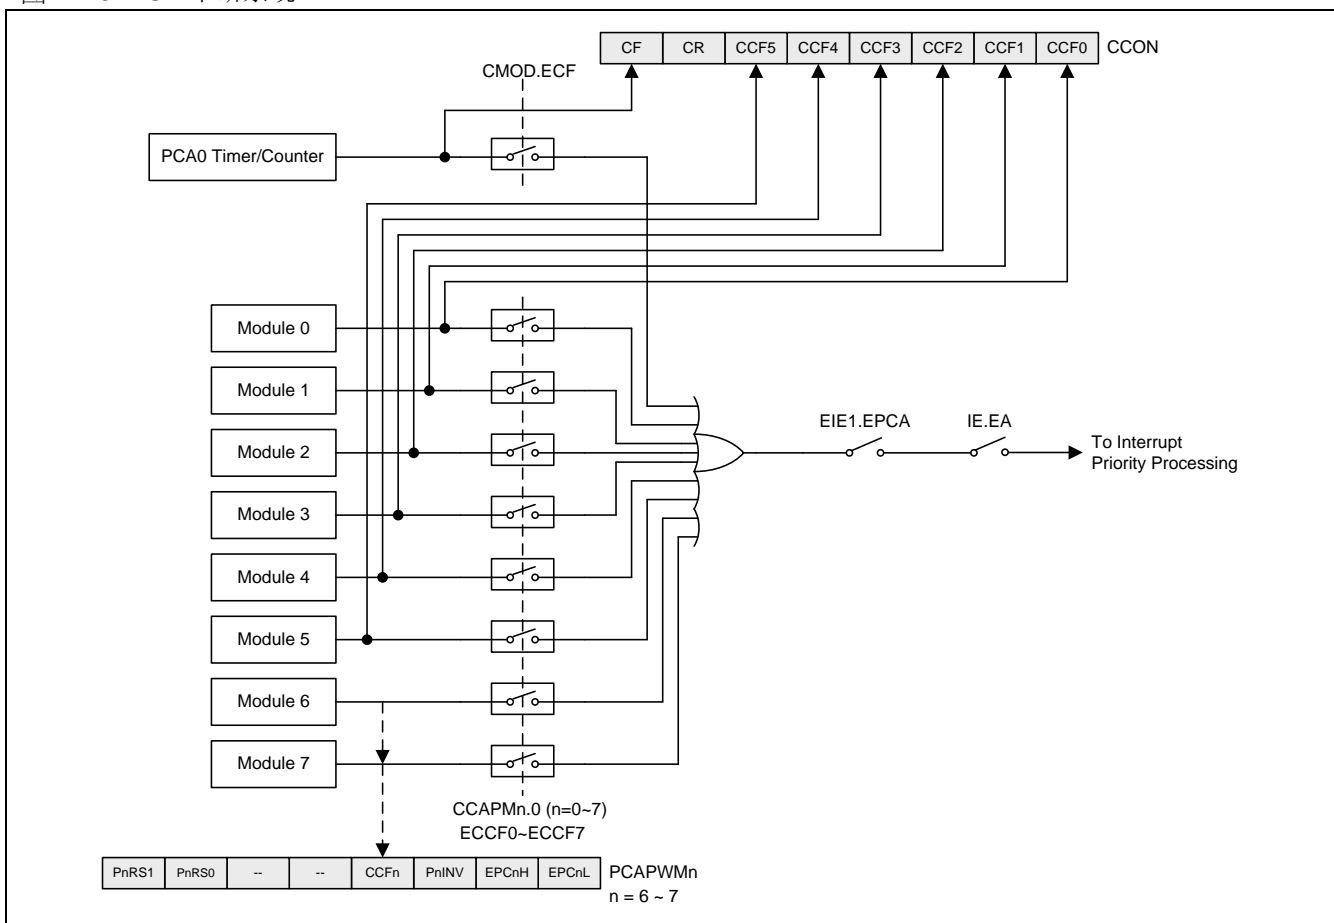 CF CR CCF5 CCF4 CCF3 CCF2 CCF1 CCF0 CCON
CMOD.ECF
PCA0 Timer/Counter
Module 0
Module 1
Module 2
EIE1.EPCA
IE.EA
To Interrupt
Priority Processing
Module 3
Module 4
Module 5
Module 6
Module 7
CCAPMn.0 (n=0~7)
ECCF0~ECCF7
PnRS1 PnRS0 -- -- CCFn PnINV EPCnH EPCnL PCAPWMn
n = 6 ~ 7